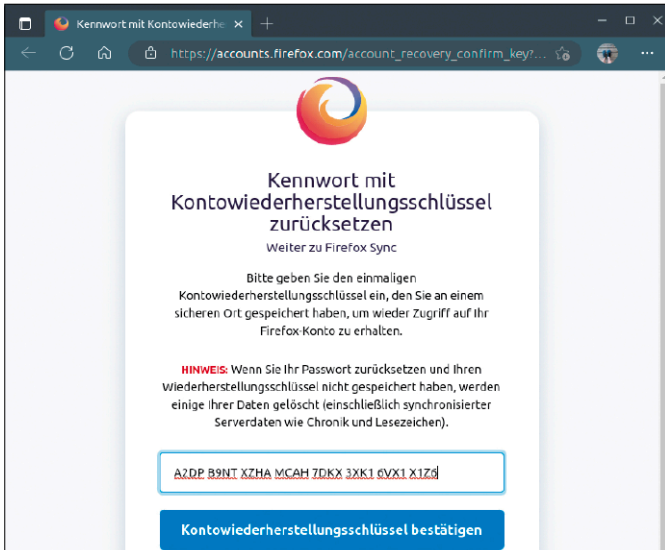 Kennwort mit Kontowiederhe
https://accounts.firefox.com/account_recovery_confirm_key?...
Kennwort mit
Kontowiederherstellungsschlüssel
zurücksetzen
Weiter zu Firefox Sync
Bitte geben Sie den einmaligen
Kontowiederherstellungsschlüssel ein, den Sie an einem
sicheren Ort gespeichert haben, um wieder Zugriff auf Ihr
Firefox-Konto zu erhalten.
HINWEIS: Wenn Sie Ihr Passwort zurücksetzen und Ihren
Wiederherstellungsschlüssel nicht gespeichert haben, werden
einige Ihrer Daten gelöscht (einschließlich synchronisierter
Serverdaten wie Chronik und Lesezeichen).
A2DP B9NT XZHA MCAH 7DKX 3XK1 6VX1 X1Z6
Kontowiederherstellungsschlüssel bestätigen